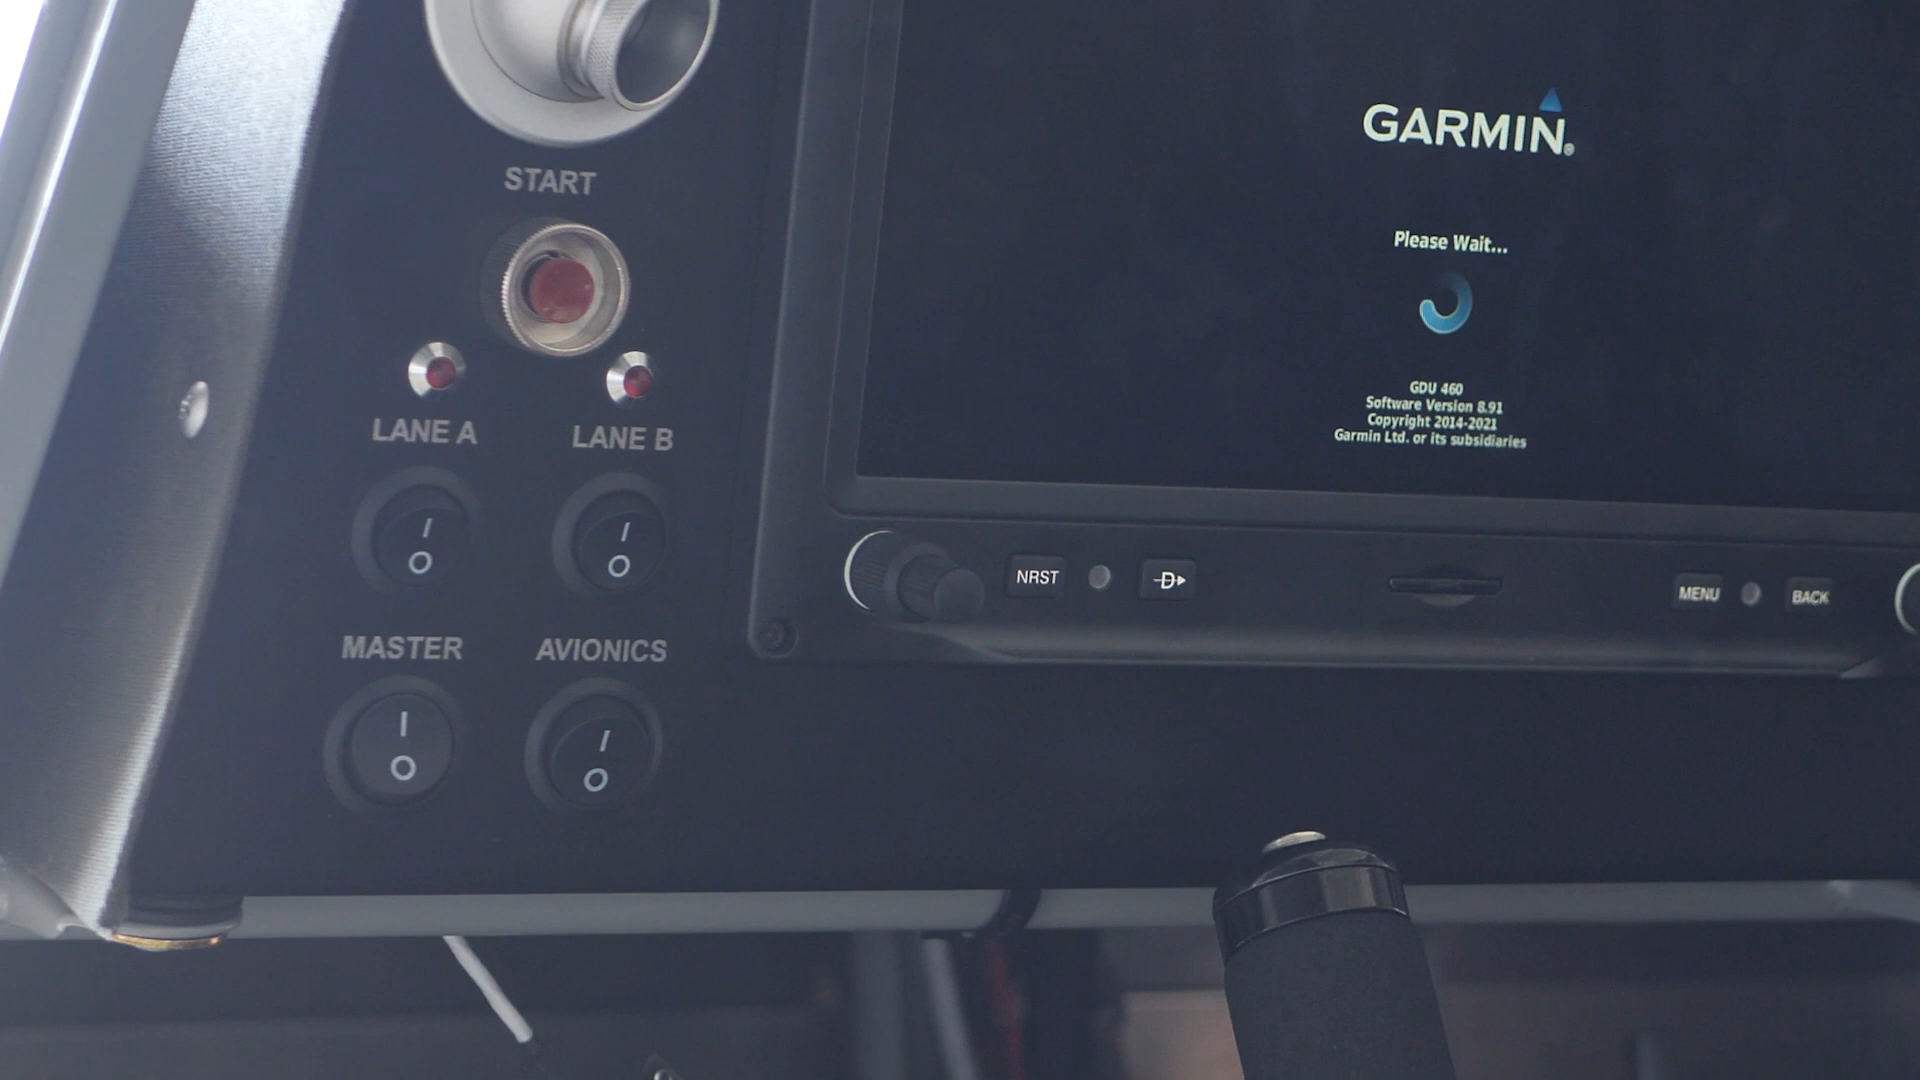 START
LANE A
LANE B
I
O
I
O
MASTER
AVIONICS
I
O
I
O
GARMIN®
Please Wait...
GDU 460
Software Version 8.91
Copyright 2014-2021
Garmin Ltd. or its subsidiaries
NRST
D
MENU
BACK